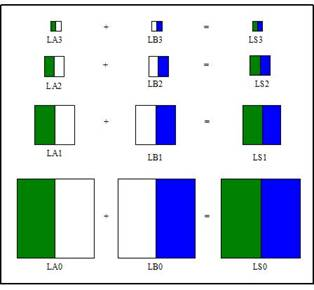 + =
LA3 LB3 LS3
+ =
LA2 LB2 LS2
+ =
LA1 LB1 LS1
+ =
LA0 LB0 LS0